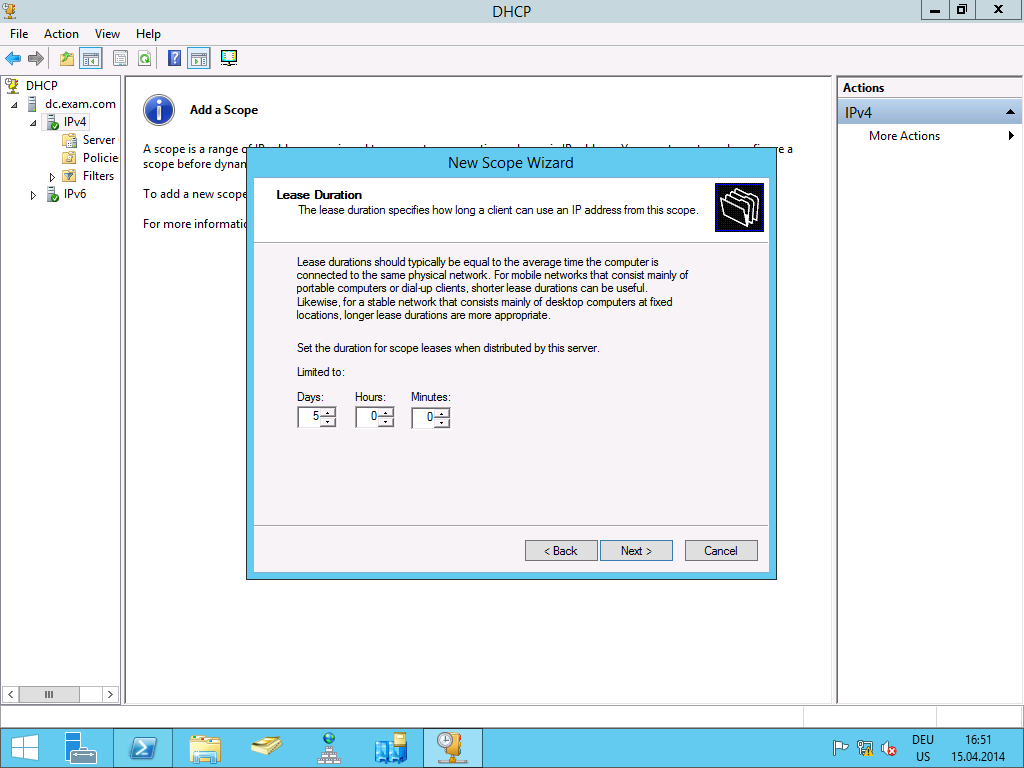 DHCP
File Action View Help
DHCP
dc.exam.com
IPv4
Server
Policie
Filters
IPv6
Add a Scope
A scope is a range of
scope before dynam
To add a new scope
For more informatio
e a
New Scope Wizard
Lease Duration
The lease duration specifies how long a client can use an IP address from this scope.
Lease durations should typically be equal to the average time the computer is
connected to the same physical network. For mobile networks that consist mainly of
portable computers or dial-up clients, shorter lease durations can be useful.
Likewise, for a stable network that consists mainly of desktop computers at fixed
locations, longer lease durations are more appropriate.
Set the duration for scope leases when distributed by this server.
Limited to:
Days: Hours: Minutes:
5 0 0
< Back Next > Cancel
Actions
IPv4
More Actions
DEU
US
16:51
15.04.2014